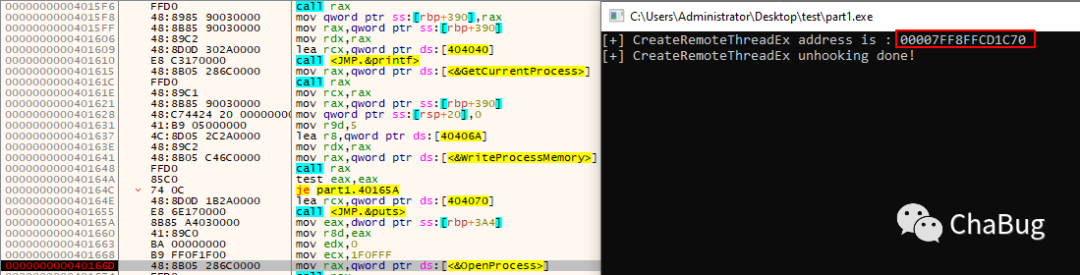 00000000004015F6 FFD0 call rax
00000000004015F8 48:8985 90030000 mov qword ptr ss:[rbp+390],rax
00000000004015FF 48:8B85 90030000 mov rax,qword ptr ss:[rbp+390]
0000000000401606 48:89C2 mov rdx,rax
0000000000401609 48:8D0D 302A0000 lea rcx,qword ptr ds:[404040]
0000000000401610 E8 C3170000 call <JMP.&printf>
0000000000401615 48:8B05 286C0000 mov rax,qword ptr ds:[<&GetCurrentProcess>]
000000000040161C FFD0 call rax
000000000040161E 48:89C1 mov rcx,rax
0000000000401621 48:8B85 90030000 mov rax,qword ptr ss:[rbp+390]
0000000000401628 48:C74424 20 00000000 mov qword ptr ss:[rsp+20],0
0000000000401631 41:B9 05000000 mov r9d,5
0000000000401637 4C:8D05 2C2A0000 lea r8,qword ptr ds:[40406A]
000000000040163E 48:89C2 mov rdx,rax
0000000000401641 48:8B05 C46C0000 mov rax,qword ptr ds:[<&WriteProcessMemory>]
0000000000401648 FFD0 call rax
000000000040164A 85C0 test eax,eax
000000000040164C 74 0C je part1.40165A
000000000040164E 48:8D0D 1B2A0000 lea rcx,qword ptr ds:[404070]
0000000000401655 E8 6E170000 call <JMP.&puts>
000000000040165A 8B85 A4030000 mov eax,dword ptr ss:[rbp+3A4]
0000000000401660 41:89C0 mov r8d,eax
0000000000401663 BA 00000000 mov edx,0
0000000000401668 B9 FF0F1F00 mov ecx,1F0FFF
000000000040166D 48:8B05 286C0000 mov rax,qword ptr ds:[<&OpenProcess>]
C:\Users\Administrator\Desktop\test\part1.exe
[+] CreateRemoteThreadEx address is : 00007FF8FFCD1C70
[+] CreateRemoteThreadEx unhooking done!
ChaBug